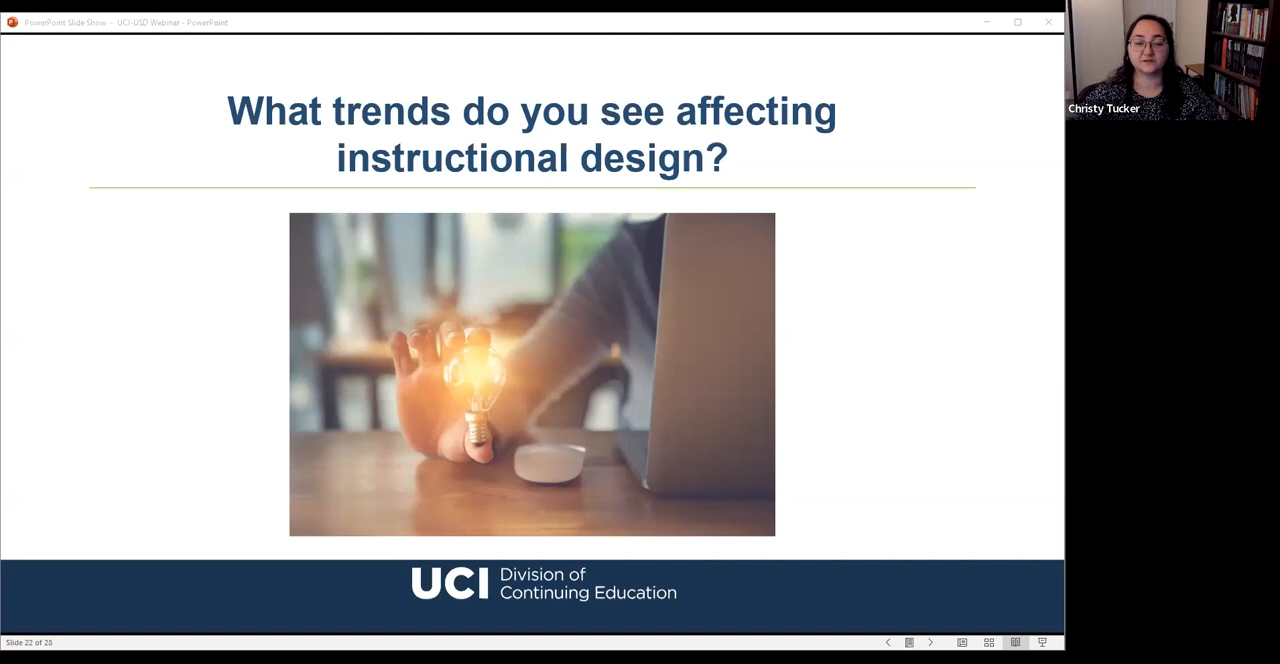 PowerPoint Slide Show - UCI-USD Webinar - PowerPoint
What trends do you see affecting
instructional design?
Christy Tucker
UCI Division of
Continuing Education
Slide 22 of 28